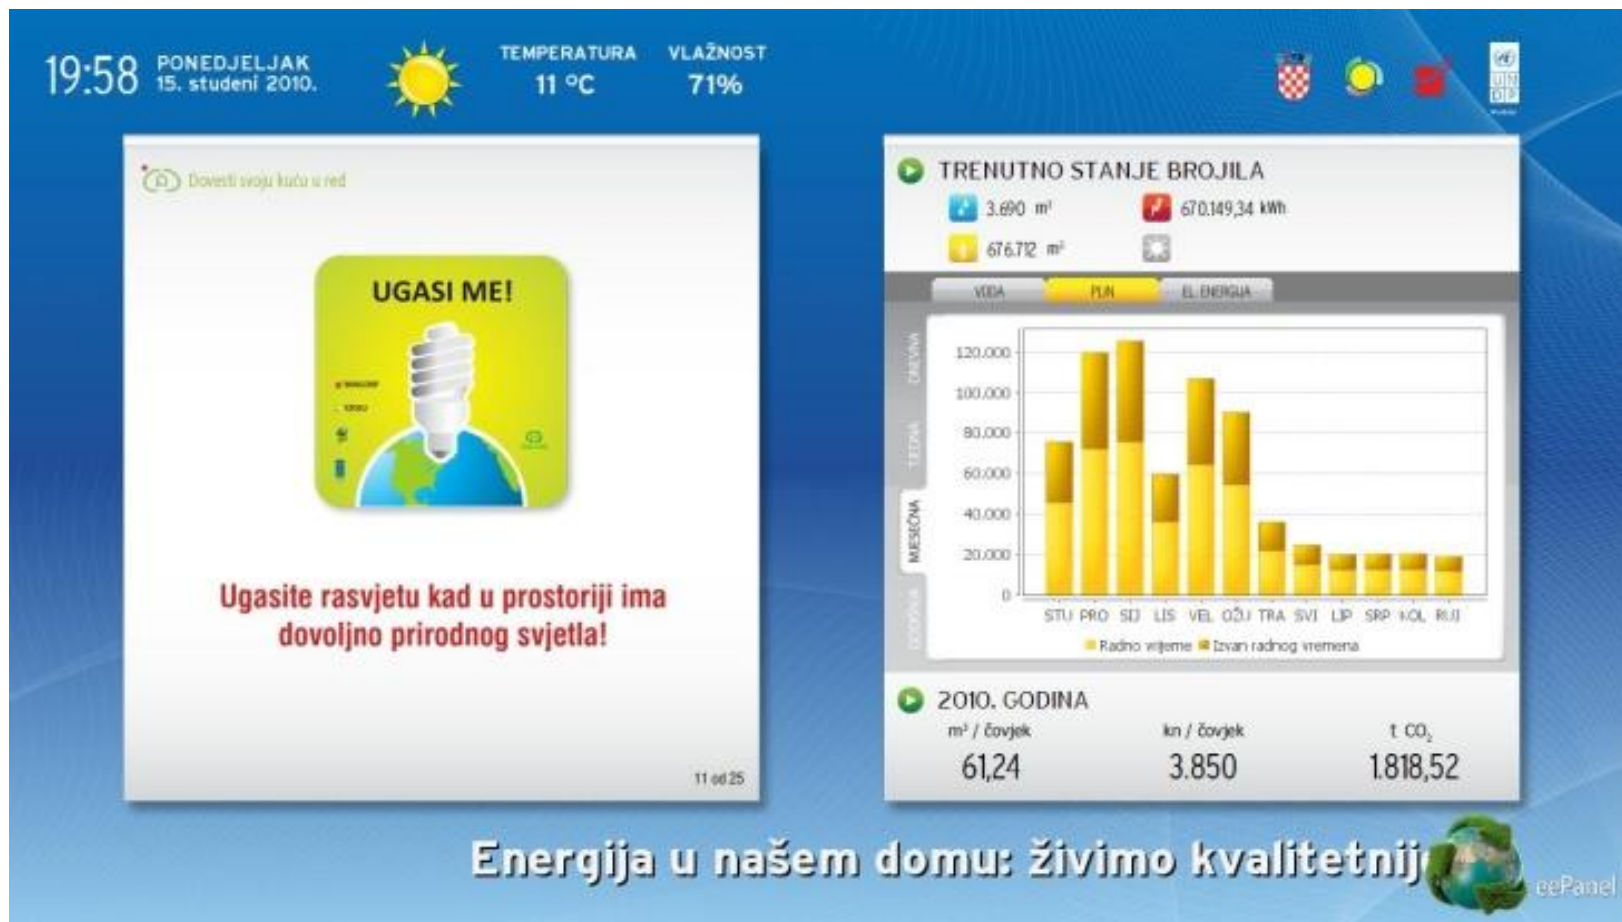 19:58
PONEDJELJAK
15. studeni 2010.
TEMPERATURA
11 °C
VLAŽNOST
71%
UN
DP
Dovesti svoju kuću u red
UGASI ME!
Ugasite rasvjetu kad u prostoriji ima
dovoljno prirodnog svjetla!
11 od 25
TRENUTNO STANJE BROJILA
3.690 m³
670.149,34 kWh
676.712 m³
VODA
PLIN
EL. ENERGIJA
DNEVNA
TJEDNA
MJESEČNA
120.000
100.000
80.000
60.000
40.000
20.000
0
STU PRO SIJ LIS VEL OŽU TRA SVI LIP SRP KOL RUJ
Radno vrijeme Izvan radnog vremena
2010. GODINA
m³ / čovjek
61,24
kn / čovjek
3.850
t CO₂
1.818,52
Energija u našem domu: živimo kvalitetnij
eePanel